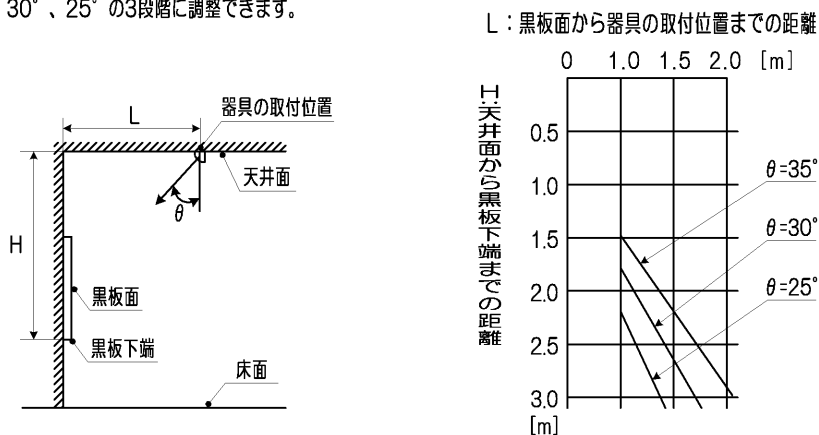 30°、25°の3段階に調整できます。
L
器具の取付位置
天井面
θ
H
黒板面
黒板下端
床面
L：黒板面から器具の取付位置までの距離
0 1.0 1.5 2.0 [m]
H:天井面から黒板下端までの距離
0.5
1.0
1.5
2.0
2.5
3.0
[m]
θ=35°
θ=30°
θ=25°